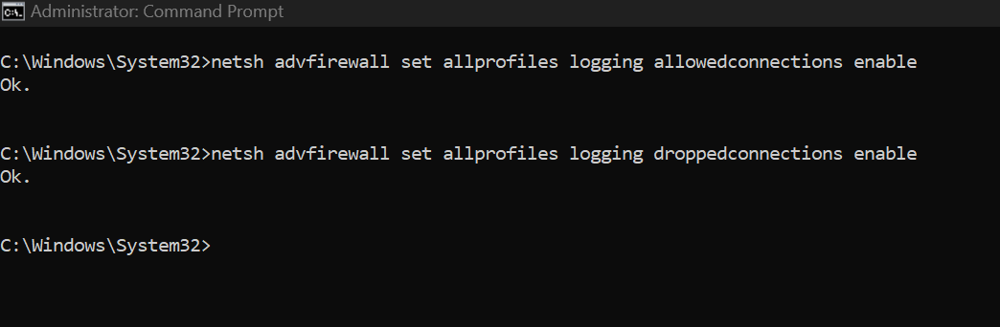 Administrator: Command Prompt
C:\Windows\System32>netsh advfirewall set allprofiles logging allowedconnections enable
Ok.
C:\Windows\System32>netsh advfirewall set allprofiles logging droppedconnections enable
Ok.
C:\Windows\System32>